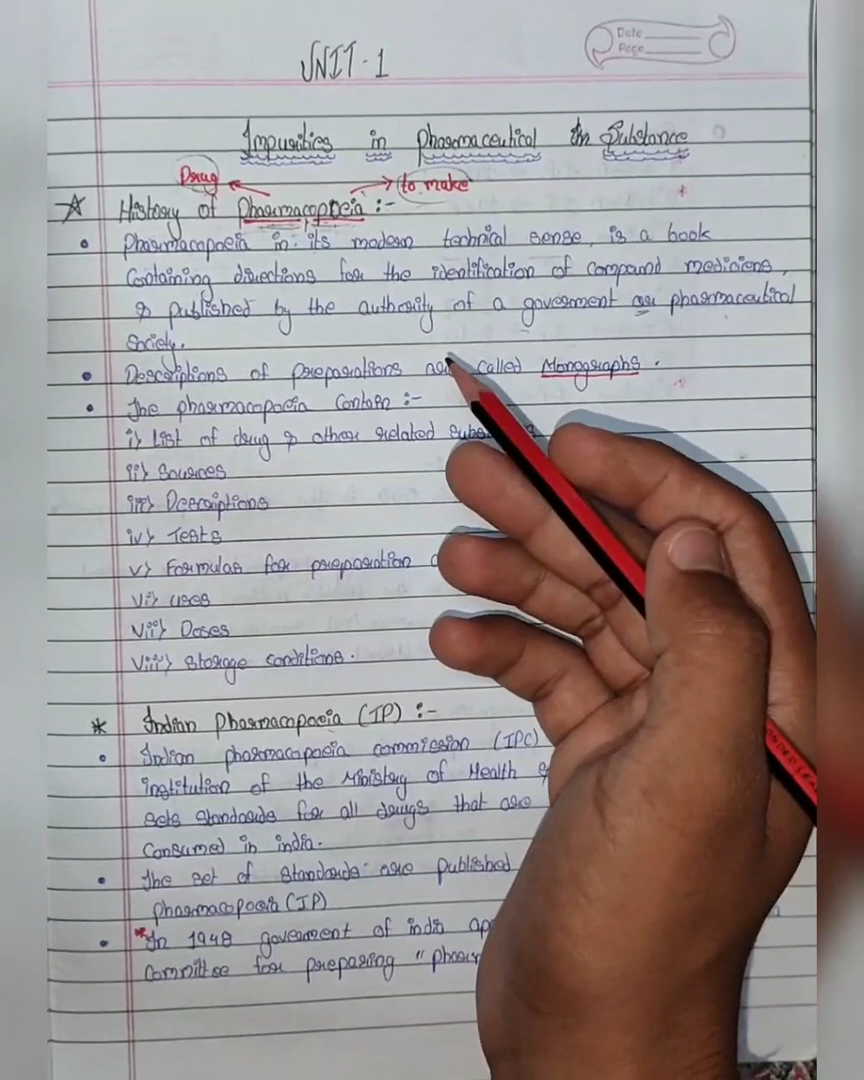 UNIT-1
Date
Page
Impurities in Pharmaceutical Substance
Drug to make
History of Pharmacopoeia :-
Pharmacopoeia in its modern technical sense, is a book
Containing directions for the identification of compound mediciens,
& published by the authority of a goverment or pharmaceutical
Society.
Descriptions of preparations are called Monographs.
The pharmacopoeia Contain :-
i) List of drug & other related
ii) Sources
iii) Descriptions
iv) Tests
v) Formulas for preparation
vi) uses
vii) Doses
viii) Storage conditions.
* Indian Pharmacopoeia (IP) :-
Indian pharmacopoeia commission (IPC)
institution of the Ministry of Health &
sets standards for all drugs that are
Consumed in india.
The set of standards are published
pharmacopoeia (IP)
"In 1948 goverment of india
Committee for preparing "